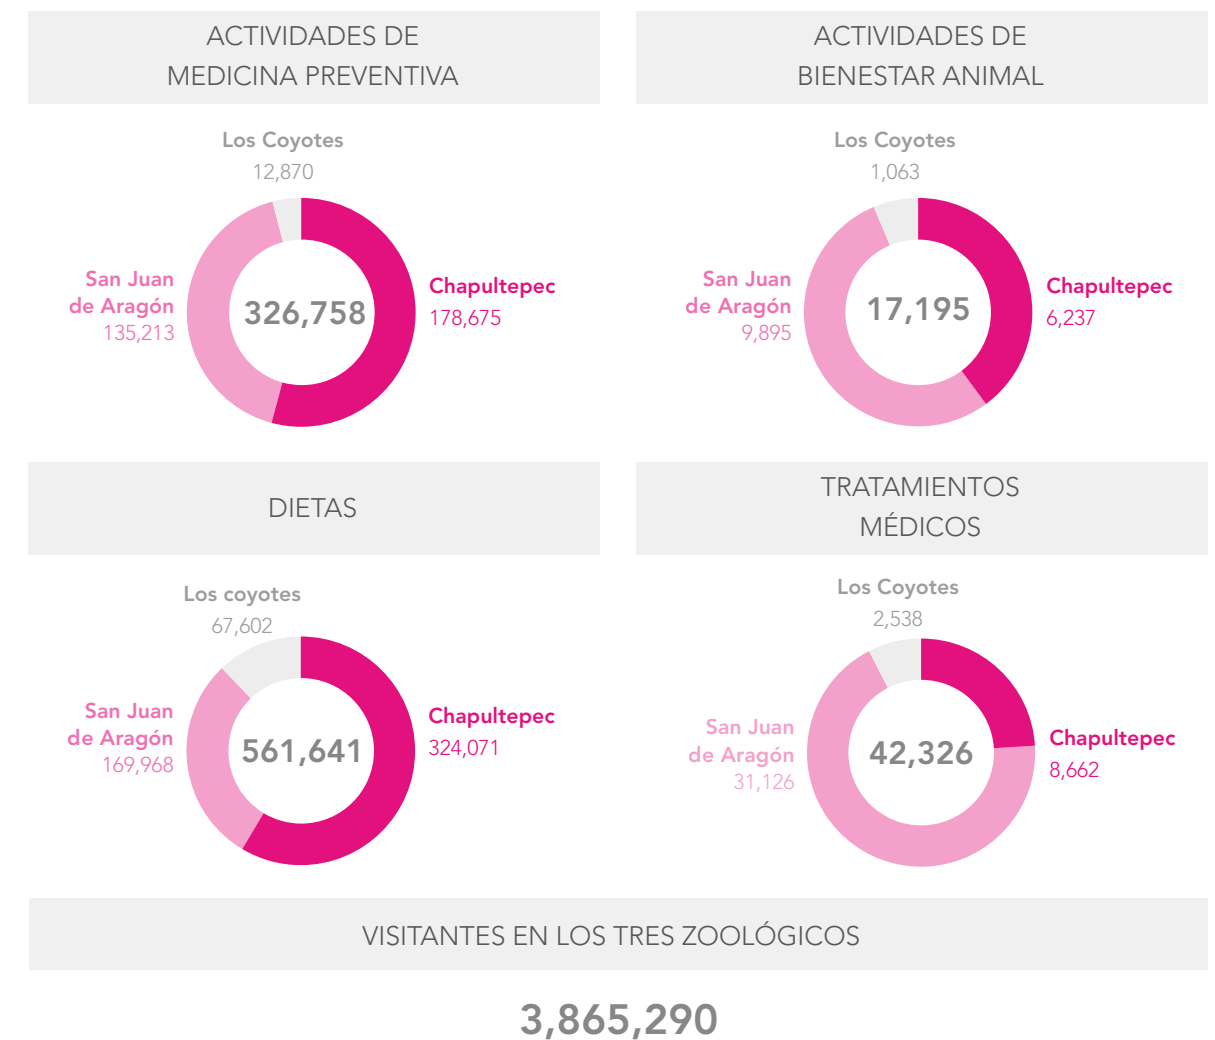 ACTIVIDADES DE
MEDICINA PREVENTIVA
Los Coyotes
12,870
San Juan
de Aragón
135,213
326,758
Chapultepec
178,675
ACTIVIDADES DE
BIENESTAR ANIMAL
Los Coyotes
1,063
San Juan
de Aragón
9,895
17,195
Chapultepec
6,237
DIETAS
Los coyotes
67,602
San Juan
de Aragón
169,968
561,641
Chapultepec
324,071
TRATAMIENTOS
MÉDICOS
Los Coyotes
2,538
San Juan
de Aragón
31,126
42,326
Chapultepec
8,662
VISITANTES EN LOS TRES ZOOLÓGICOS
3,865,290